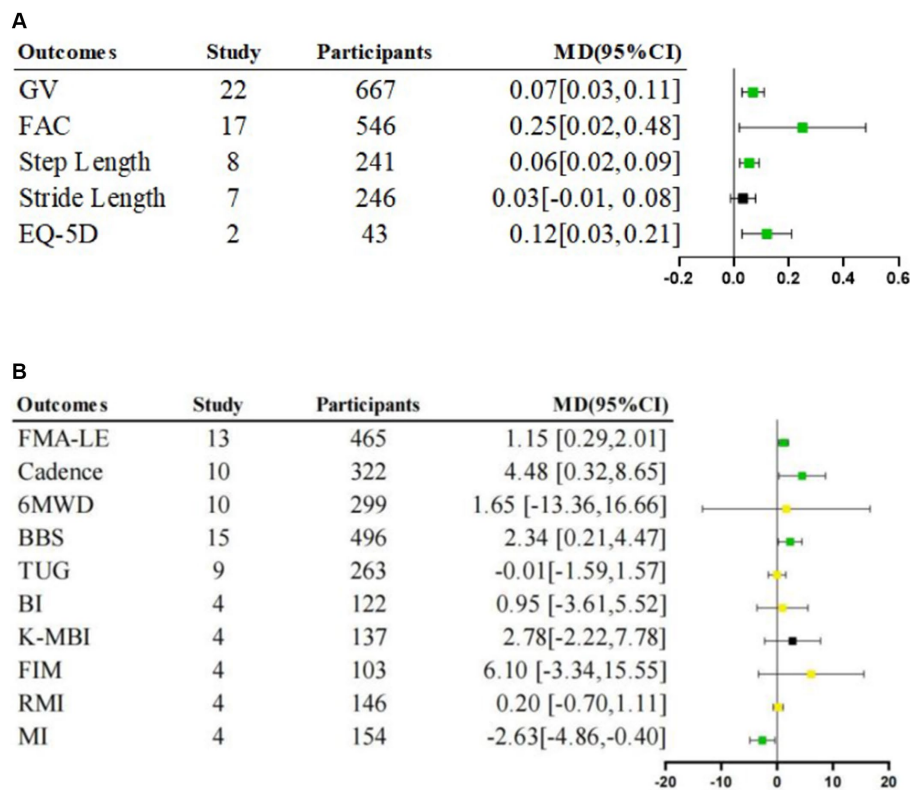 A
Outcomes Study Participants MD(95%CI)
GV 22 667 0.07[0.03,0.11]
FAC 17 546 0.25[0.02,0.48]
Step Length 8 241 0.06[0.02,0.09]
Stride Length 7 246 0.03[-0.01, 0.08]
EQ-5D 2 43 0.12[0.03,0.21]
-0.2 0.0 0.2 0.4 0.6
B
Outcomes Study Participants MD(95%CI)
FMA-LE 13 465 1.15 [0.29,2.01]
Cadence 10 322 4.48 [0.32,8.65]
6MWD 10 299 1.65 [-13.36,16.66]
BBS 15 496 2.34 [0.21,4.47]
TUG 9 263 -0.01[-1.59,1.57]
BI 4 122 0.95 [-3.61,5.52]
K-MBI 4 137 2.78[-2.22,7.78]
FIM 4 103 6.10 [-3.34,15.55]
RMI 4 146 0.20 [-0.70,1.11]
MI 4 154 -2.63[-4.86,-0.40]
-20 -10 0 10 20